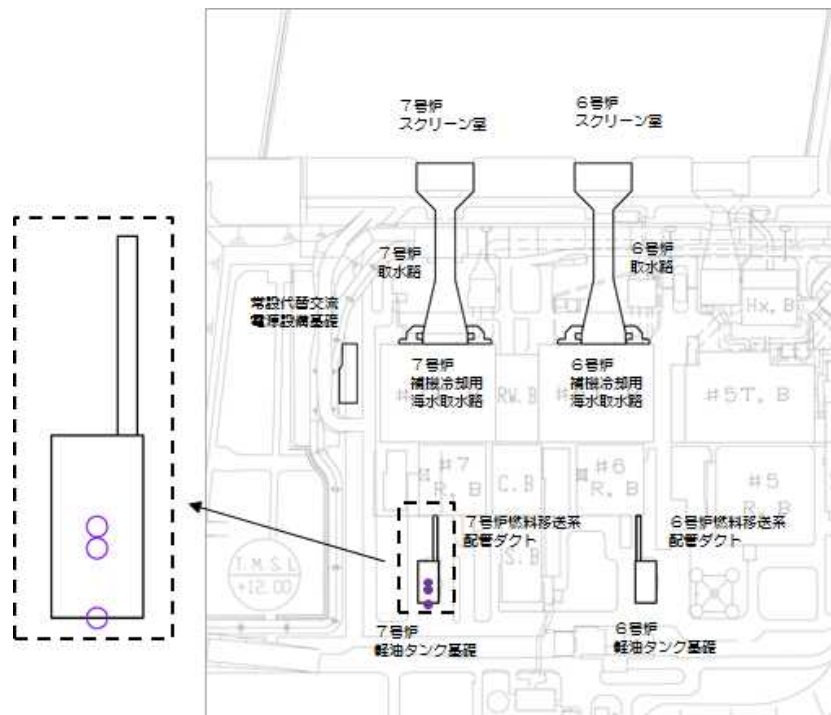 7号炉
スクリーン室
6号炉
スクリーン室
7号炉
取水路
6号炉
取水路
常設代替交流
電源設備基礎
Hx. B
7号炉
補機冷却用
海水取水路
RW. B
6号炉
補機冷却用
海水取水路
#5T. B
#7
R. B
C. B
#6
R. B
#5
R. B
7号炉燃料移送系
配管ダクト
6号炉燃料移送系
配管ダクト
S. B
T.M.S.L
+12.00
7号炉
軽油タンク基礎
6号炉
軽油タンク基礎